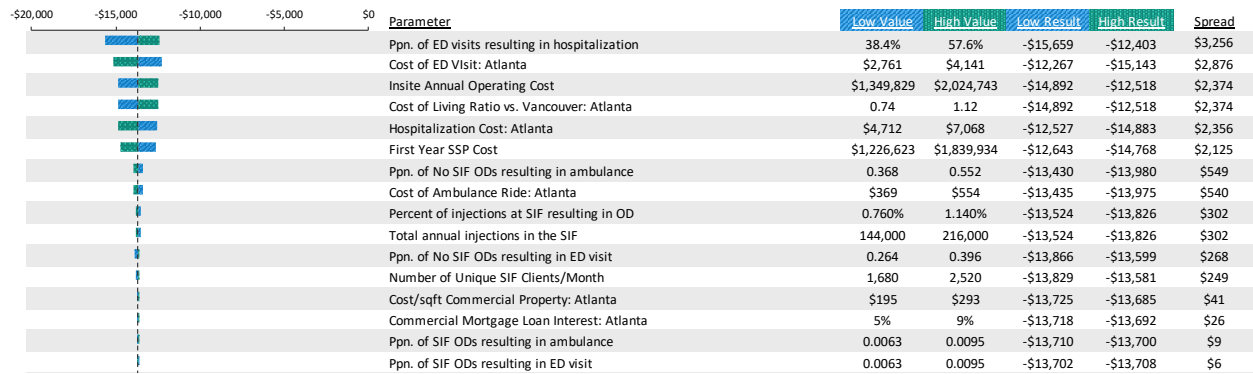 -$20,000 -$15,000 -$10,000 -$5,000 $0 Parameter Low Value High Value Low Result High Result Spread
Ppn. of ED visits resulting in hospitalization 38.4% 57.6% -$15,659 -$12,403 $3,256
Cost of ED VIsit: Atlanta $2,761 $4,141 -$12,267 -$15,143 $2,876
Insite Annual Operating Cost $1,349,829 $2,024,743 -$14,892 -$12,518 $2,374
Cost of Living Ratio vs. Vancouver: Atlanta 0.74 1.12 -$14,892 -$12,518 $2,374
Hospitalization Cost: Atlanta $4,712 $7,068 -$12,527 -$14,883 $2,356
First Year SSP Cost $1,226,623 $1,839,934 -$12,643 -$14,768 $2,125
Ppn. of No SIF ODs resulting in ambulance 0.368 0.552 -$13,430 -$13,980 $549
Cost of Ambulance Ride: Atlanta $369 $554 -$13,435 -$13,975 $540
Percent of injections at SIF resulting in OD 0.760% 1.140% -$13,524 -$13,826 $302
Total annual injections in the SIF 144,000 216,000 -$13,524 -$13,826 $302
Ppn. of No SIF ODs resulting in ED visit 0.264 0.396 -$13,866 -$13,599 $268
Number of Unique SIF Clients/Month 1,680 2,520 -$13,829 -$13,581 $249
Cost/sqft Commercial Property: Atlanta $195 $293 -$13,725 -$13,685 $41
Commercial Mortgage Loan Interest: Atlanta 5% 9% -$13,718 -$13,692 $26
Ppn. of SIF ODs resulting in ambulance 0.0063 0.0095 -$13,710 -$13,700 $9
Ppn. of SIF ODs resulting in ED visit 0.0063 0.0095 -$13,702 -$13,708 $6